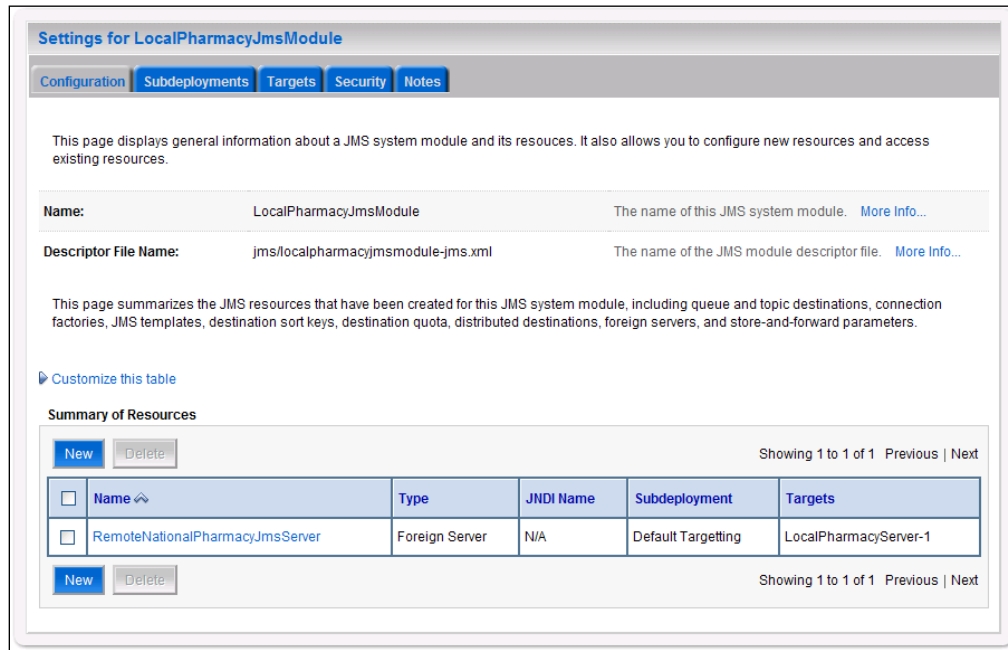 Settings for LocalPharmacyJmsModule
Configuration Subdeployments Targets Security Notes
This page displays general information about a JMS system module and its resouces. It also allows you to configure new resources and access
existing resources.
Name: LocalPharmacyJmsModule The name of this JMS system module. More Info...
Descriptor File Name: jms/localpharmacyjmsmodule-jms.xml The name of the JMS module descriptor file. More Info...
This page summarizes the JMS resources that have been created for this JMS system module, including queue and topic destinations, connection
factories, JMS templates, destination sort keys, destination quota, distributed destinations, foreign servers, and store-and-forward parameters.
Customize this table
Summary of Resources
New Delete Showing 1 to 1 of 1 Previous | Next
Name Type JNDI Name Subdeployment Targets
RemoteNationalPharmacyJmsServer Foreign Server N/A Default Targetting LocalPharmacyServer-1
New Delete Showing 1 to 1 of 1 Previous | Next